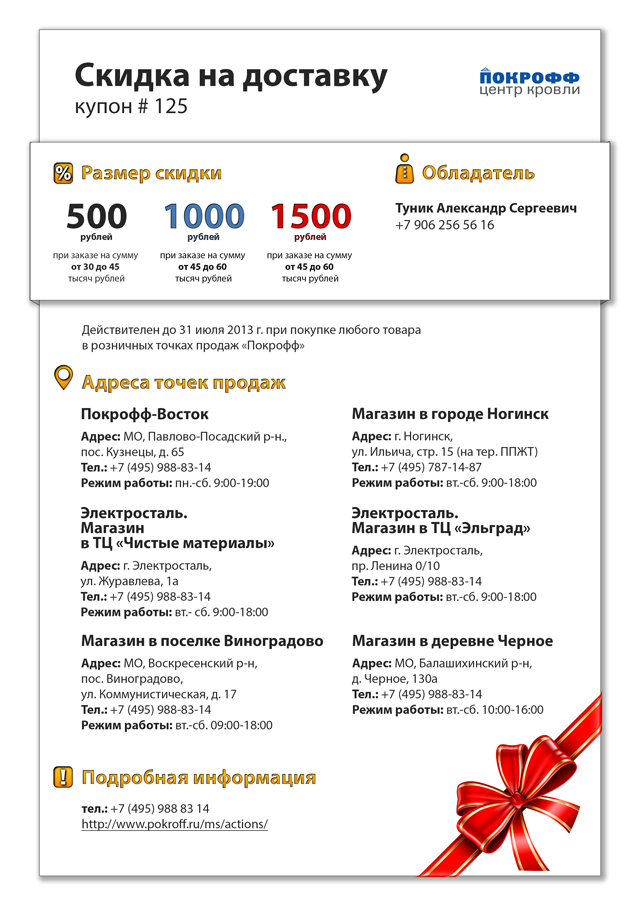 Скидка на доставку
купон # 125
ПОКРОФФ
центр кровли
% Размер скидки
500
рублей
при заказе на сумму
от 30 до 45
тысяч рублей
1000
рублей
при заказе на сумму
от 45 до 60
тысяч рублей
1500
рублей
при заказе на сумму
от 45 до 60
тысяч рублей
Обладатель
Туник Александр Сергеевич
+7 906 256 56 16
Действителен до 31 июля 2013 г. при покупке любого товара
в розничных точках продаж «Покрофф»
Адреса точек продаж
Покрофф-Восток
Адрес: МО, Павлово-Посадский р-н.,
пос. Кузнецы, д. 65
Тел.: +7 (495) 988-83-14
Режим работы: пн.-сб. 9:00-19:00
Магазин в городе Ногинск
Адрес: г. Ногинск,
ул. Ильича, стр. 15 (на тер. ППЖТ)
Тел.: +7 (495) 787-14-87
Режим работы: вт.-сб. 9:00-18:00
Электросталь.
Магазин
в ТЦ «Чистые материалы»
Адрес: г. Электросталь,
ул. Журавлева, 1а
Тел.: +7 (495) 988-83-14
Режим работы: вт.- сб. 9:00-18:00
Электросталь.
Магазин в ТЦ «Эльград»
Адрес: г. Электросталь,
пр. Ленина 0/10
Тел.: +7 (495) 988-83-14
Режим работы: вт.-сб. 9:00-18:00
Магазин в поселке Виноградово
Адрес: МО, Воскресенский р-н,
пос. Виноградово,
ул. Коммунистическая, д. 17
Тел.: +7 (495) 988-83-14
Режим работы: вт.-сб. 09:00-18:00
Магазин в деревне Черное
Адрес: МО, Балашихинский р-н,
д. Черное, 130а
Тел.: +7 (495) 988-83-14
Режим работы: вт.-сб. 10:00-16:00
! Подробная информация
тел.: +7 (495) 988 83 14
http://www.pokroff.ru/ms/actions/